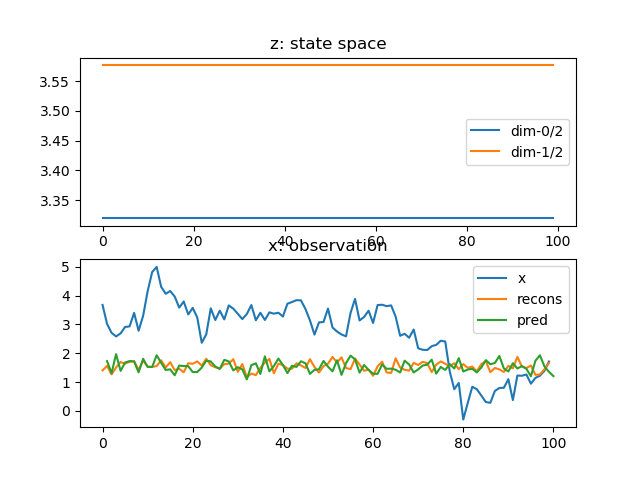 z: state space
3.55
3.50
3.45
3.40
3.35
dim-0/2
dim-1/2
0 20 40 60 80 100
x: observation
5
4
3
2
1
0
x
recons
pred
0 20 40 60 80 100